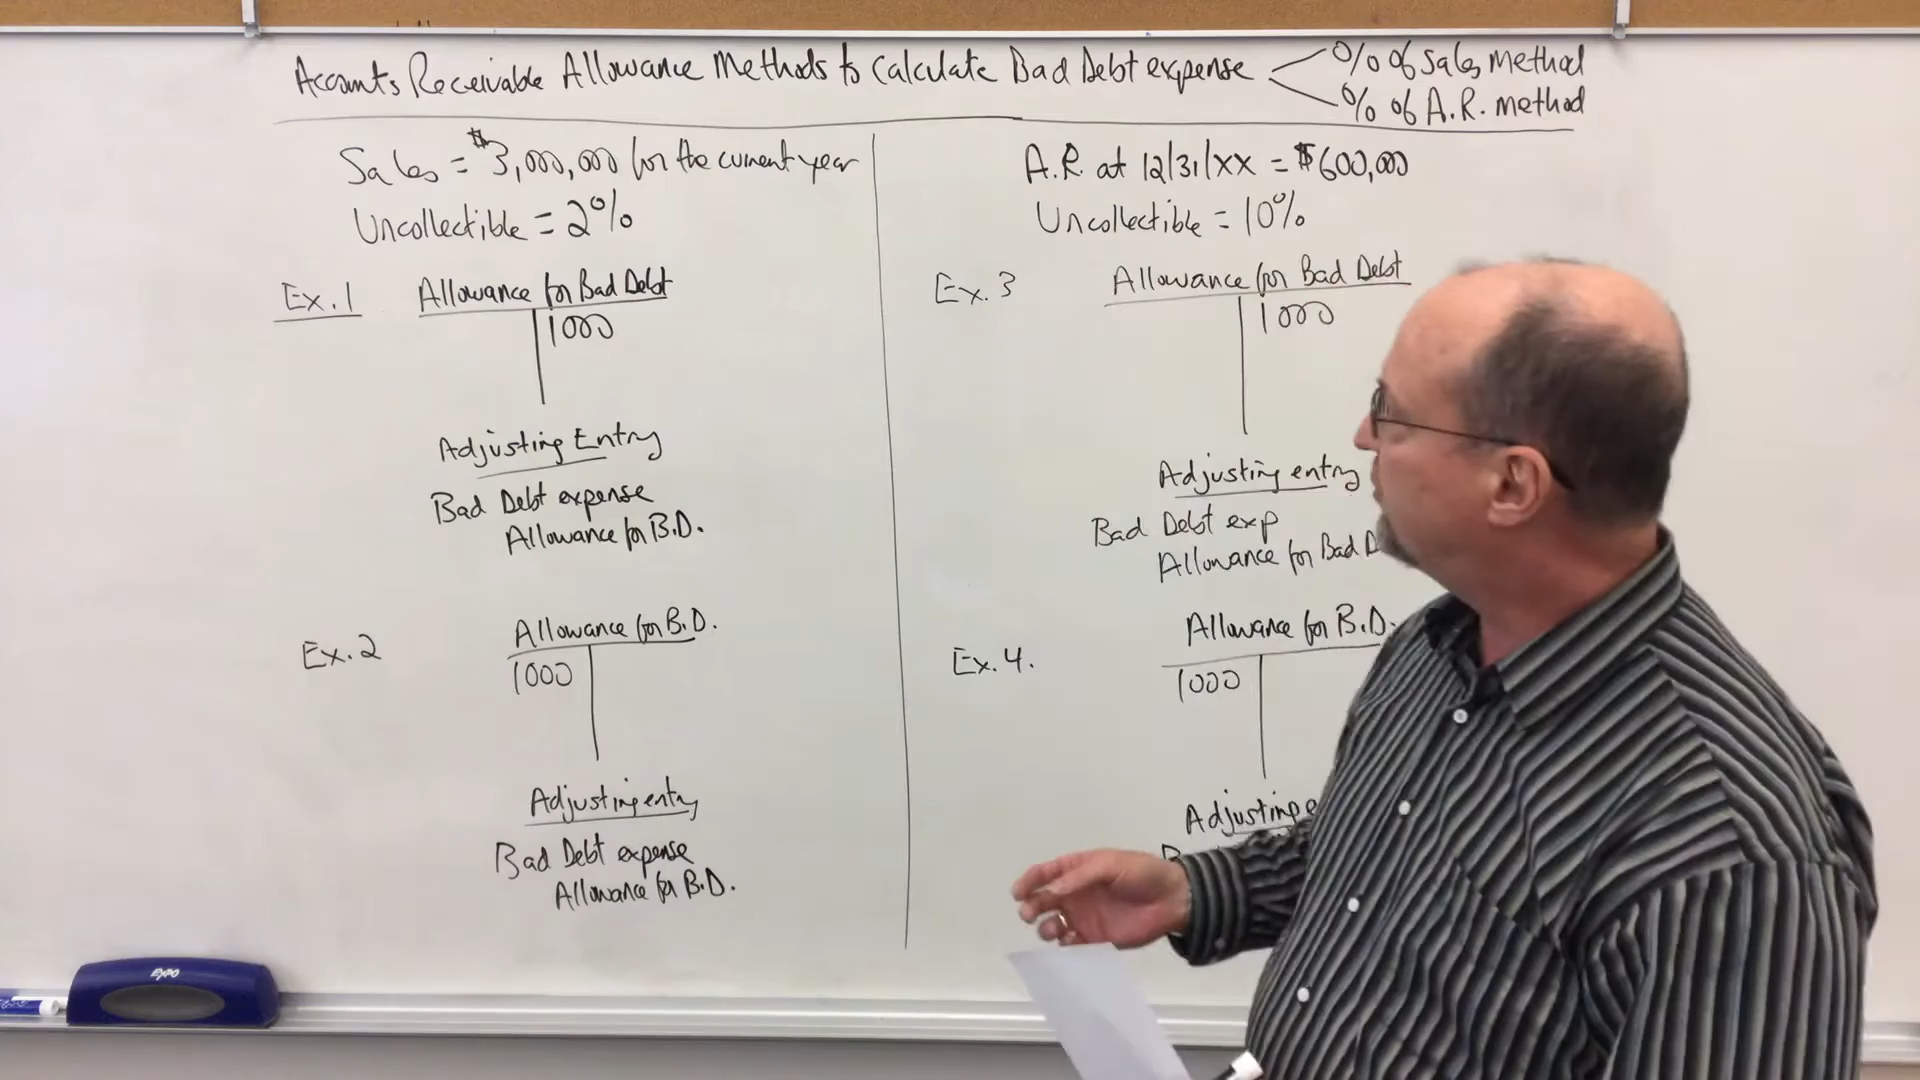 Accounts Receivable Allowance Methods to Calculate Bad Debt expense
% of Sales Method
% of A.R. method
Sales = $3,000,000 for the current year
Uncollectible = 2%
Ex. 1 Allowance for Bad Debt
1000
Adjusting Entry
Bad Debt expense
Allowance for B.D.
Ex. 2 Allowance for B.D.
1000
Adjusting entry
Bad Debt expense
Allowance for B.D.
A.R. at 12/31/XX = $600,000
Uncollectible = 10%
Ex. 3 Allowance for Bad Debt
1000
Adjusting entry
Bad Debt exp
Allowance for Bad D
Ex. 4. Allowance for B.D.
1000
Adjusting e
B
EXPO